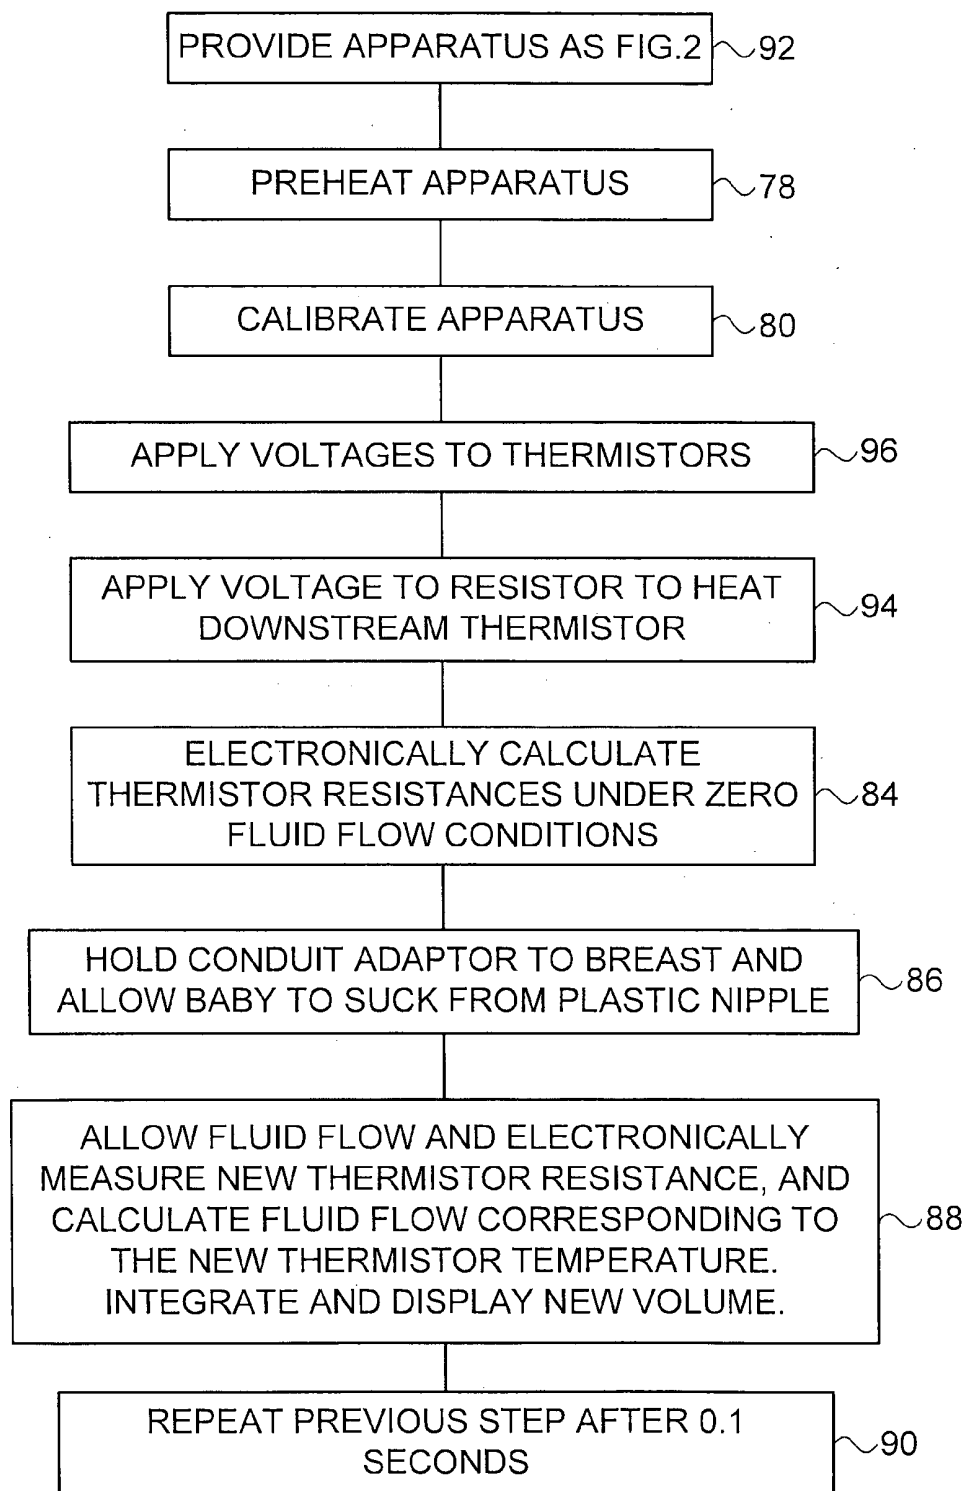 PROVIDE APPARATUS AS FIG.2
92
PREHEAT APPARATUS
78
CALIBRATE APPARATUS
80
APPLY VOLTAGES TO THERMISTORS
96
APPLY VOLTAGE TO RESISTOR TO HEAT
DOWNSTREAM THERMISTOR
94
ELECTRONICALLY CALCULATE
THERMISTOR RESISTANCES UNDER ZERO
FLUID FLOW CONDITIONS
84
HOLD CONDUIT ADAPTOR TO BREAST AND
ALLOW BABY TO SUCK FROM PLASTIC NIPPLE
86
ALLOW FLUID FLOW AND ELECTRONICALLY
MEASURE NEW THERMISTOR RESISTANCE, AND
CALCULATE FLUID FLOW CORRESPONDING TO
THE NEW THERMISTOR TEMPERATURE.
INTEGRATE AND DISPLAY NEW VOLUME.
88
REPEAT PREVIOUS STEP AFTER 0.1
SECONDS
90